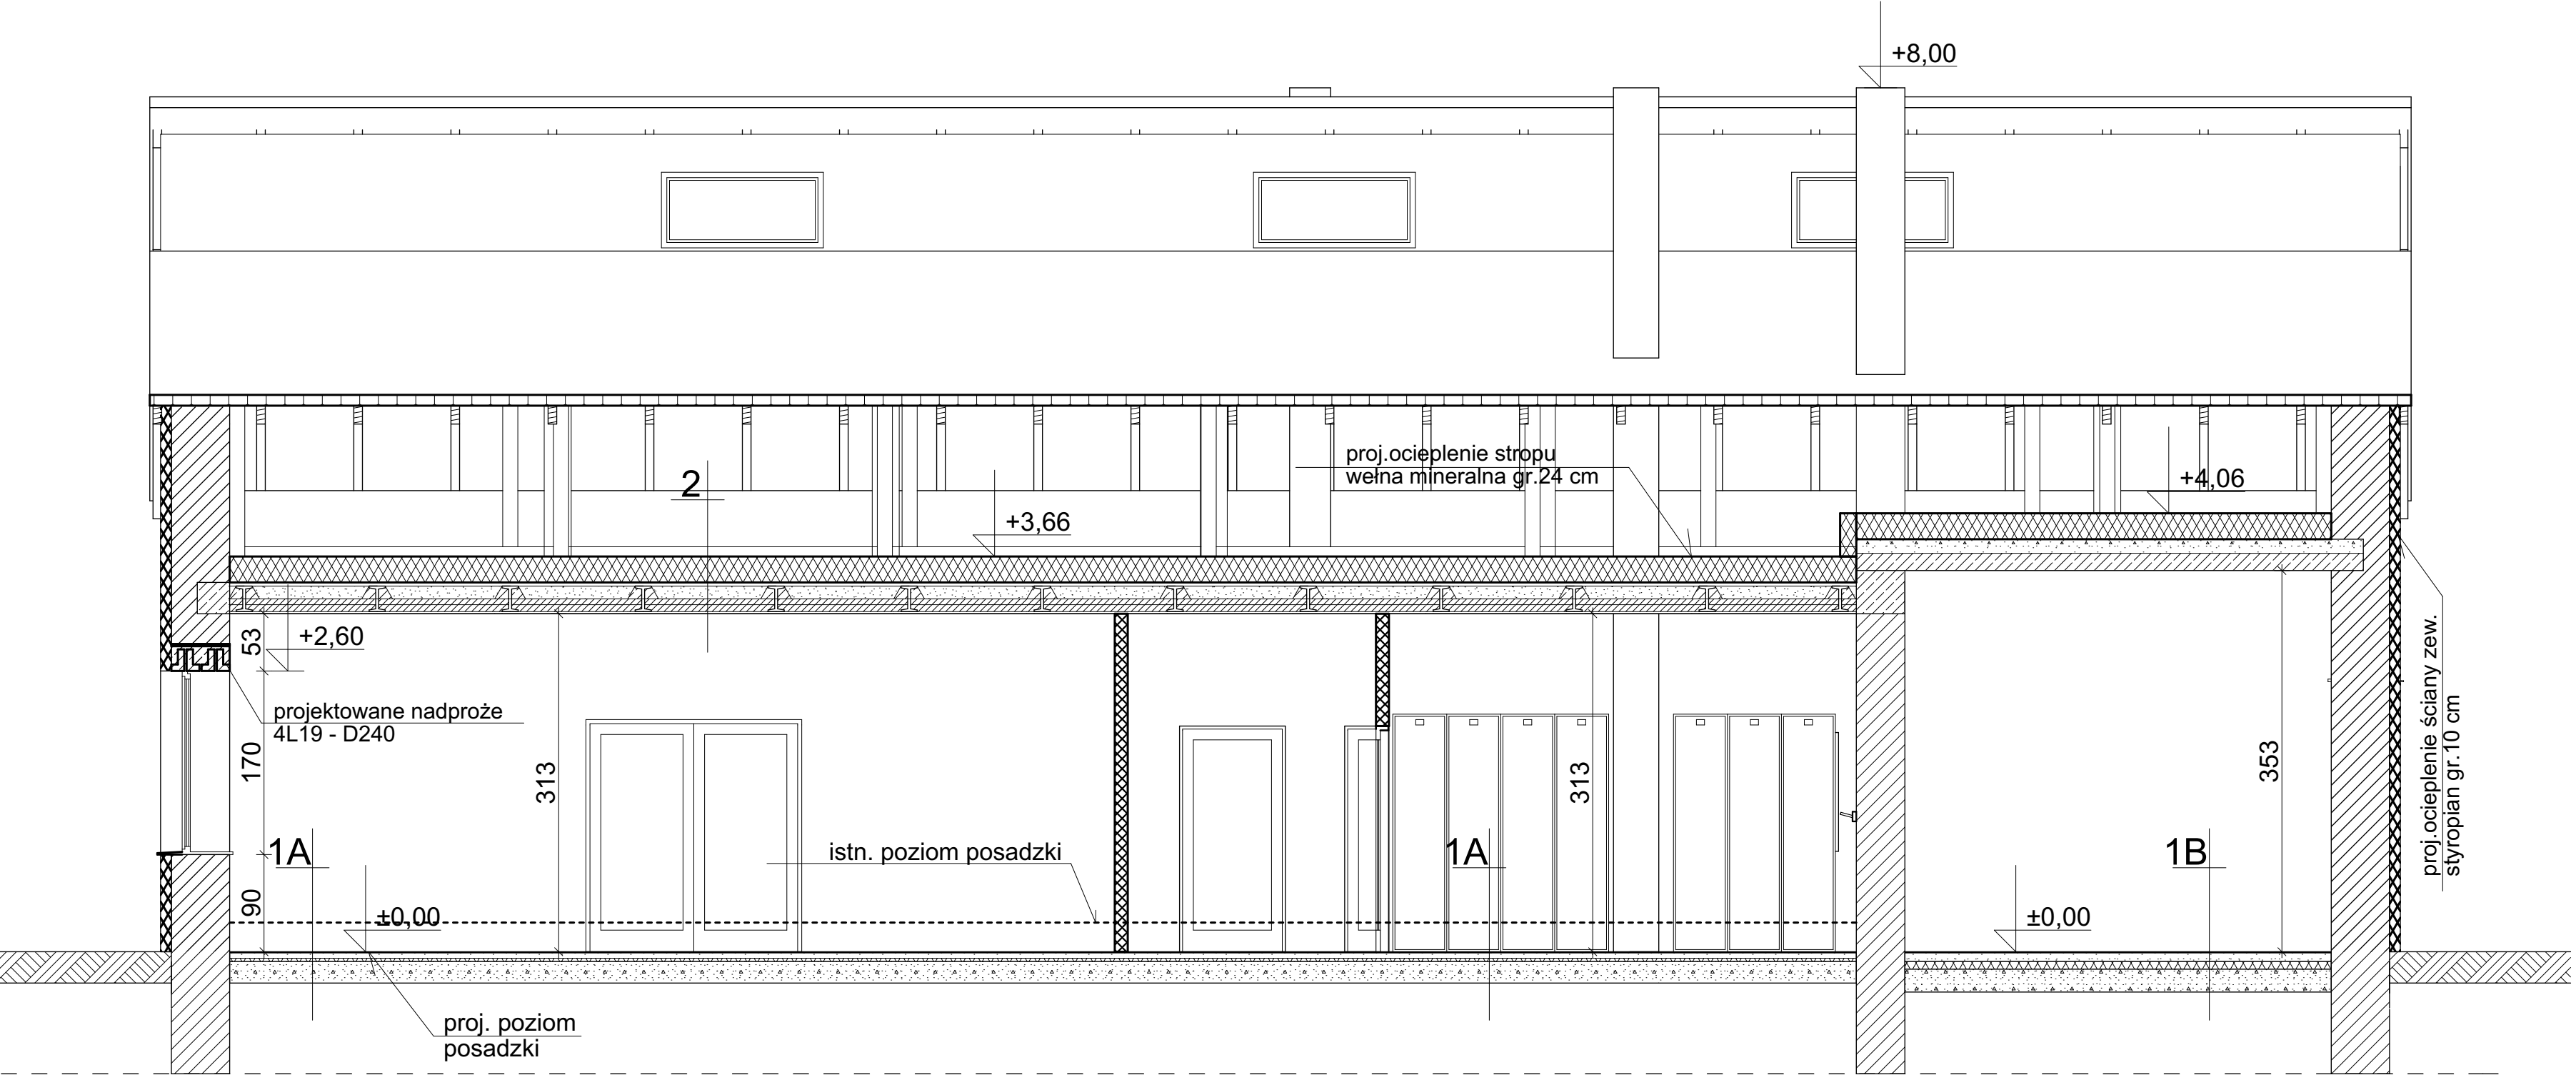 +8,00
proj.ocieplenie stropu
wełna mineralna gr.24 cm
2
+4,06
+3,66
53
+2,60
projektowane nadproże
4L19 - D240
170
313
313
353
proj.ocieplenie ściany zew.
styropian gr.10 cm
1A
istn. poziom posadzki
1A
1B
90
±0,00
±0,00
proj. poziom
posadzki